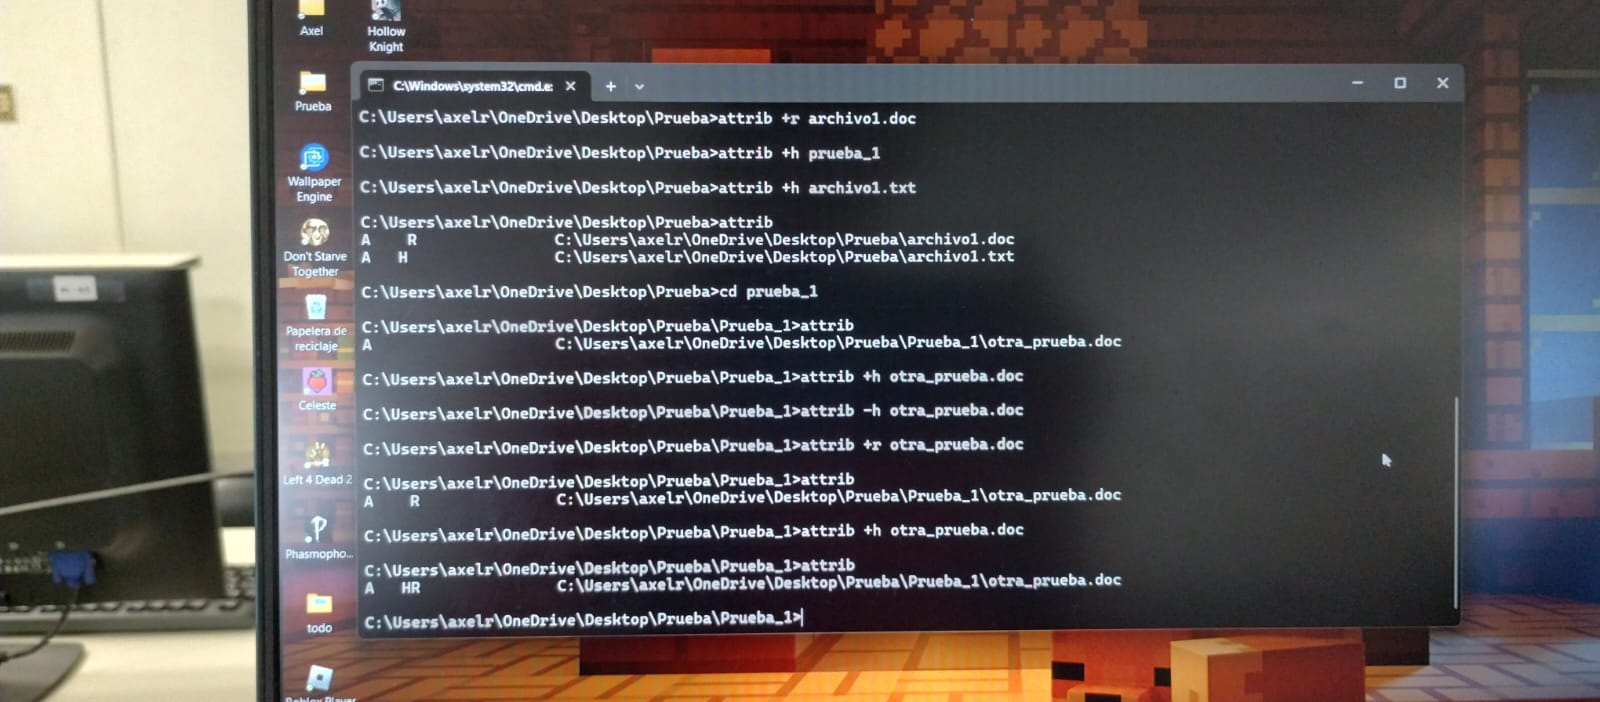 Axel
Hollow
Knight
Prueba
Wallpaper
Engine
Don't Starve
Together
Papelera de
reciclaje
Celeste
Left 4 Dead 2
Phasmopho...
todo
Roblox Player
C:\Windows\system32\cmd.e:
C:\Users\axelr\OneDrive\Desktop\Prueba>attrib +r archivo1.doc
C:\Users\axelr\OneDrive\Desktop\Prueba>attrib +h prueba_1
C:\Users\axelr\OneDrive\Desktop\Prueba>attrib +h archivo1.txt
C:\Users\axelr\OneDrive\Desktop\Prueba>attrib
A    R               C:\Users\axelr\OneDrive\Desktop\Prueba\archivo1.doc
A   H                C:\Users\axelr\OneDrive\Desktop\Prueba\archivo1.txt
C:\Users\axelr\OneDrive\Desktop\Prueba>cd prueba_1
C:\Users\axelr\OneDrive\Desktop\Prueba\Prueba_1>attrib
A                    C:\Users\axelr\OneDrive\Desktop\Prueba\Prueba_1\otra_prueba.doc
C:\Users\axelr\OneDrive\Desktop\Prueba\Prueba_1>attrib +h otra_prueba.doc
C:\Users\axelr\OneDrive\Desktop\Prueba\Prueba_1>attrib -h otra_prueba.doc
C:\Users\axelr\OneDrive\Desktop\Prueba\Prueba_1>attrib +r otra_prueba.doc
C:\Users\axelr\OneDrive\Desktop\Prueba\Prueba_1>attrib
A    R               C:\Users\axelr\OneDrive\Desktop\Prueba\Prueba_1\otra_prueba.doc
C:\Users\axelr\OneDrive\Desktop\Prueba\Prueba_1>attrib +h otra_prueba.doc
C:\Users\axelr\OneDrive\Desktop\Prueba\Prueba_1>attrib
A   HR               C:\Users\axelr\OneDrive\Desktop\Prueba\Prueba_1\otra_prueba.doc
C:\Users\axelr\OneDrive\Desktop\Prueba\Prueba_1>